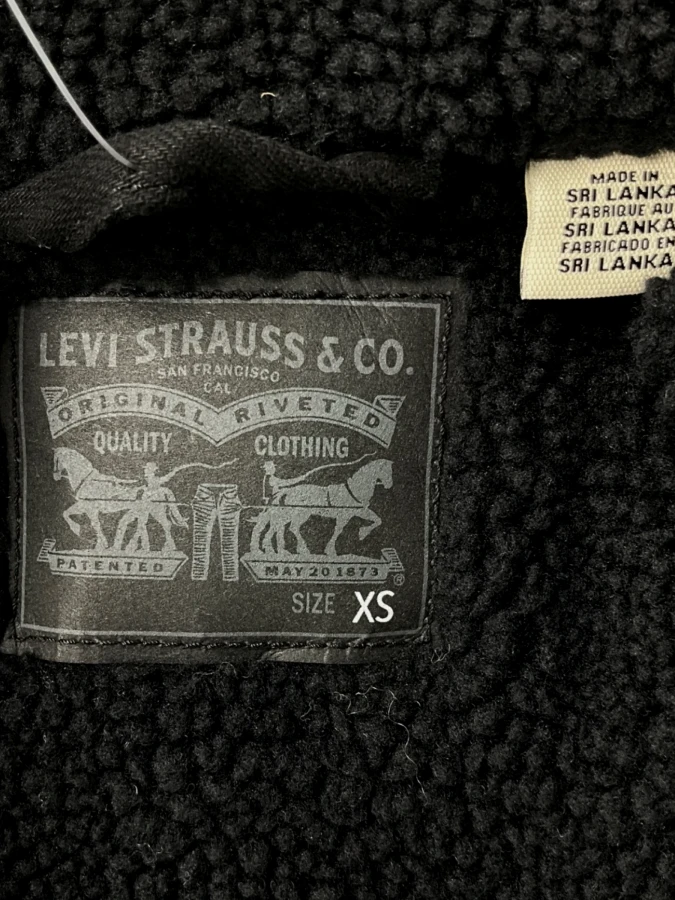 LEVI STRAUSS & CO.
SAN FRANCISCO
CAL
ORIGINAL RIVETED
QUALITY CLOTHING
PATENTED MAY 20 1873
®
SIZE XS
MADE IN
SRI LANKA
FABRIQUE AU
SRI LANKA
FABRICADO EN
SRI LANKA